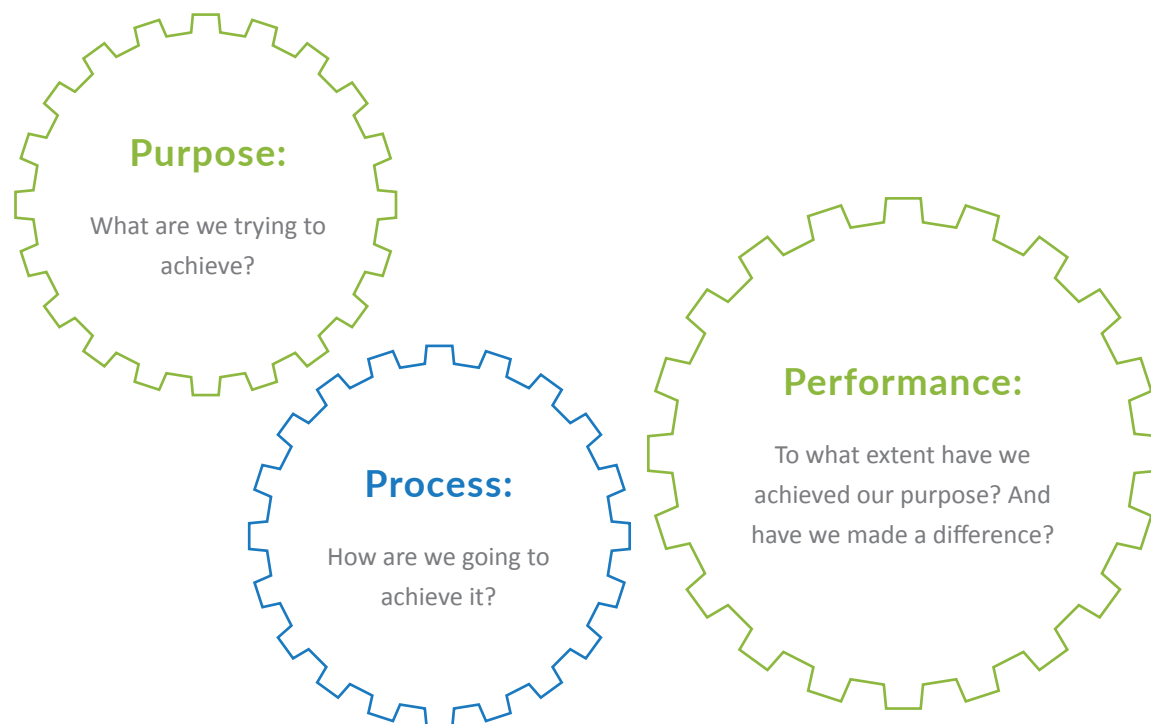 Purpose:
What are we trying to
achieve?
Process:
How are we going to
achieve it?
Performance:
To what extent have we
achieved our purpose? And
have we made a difference?